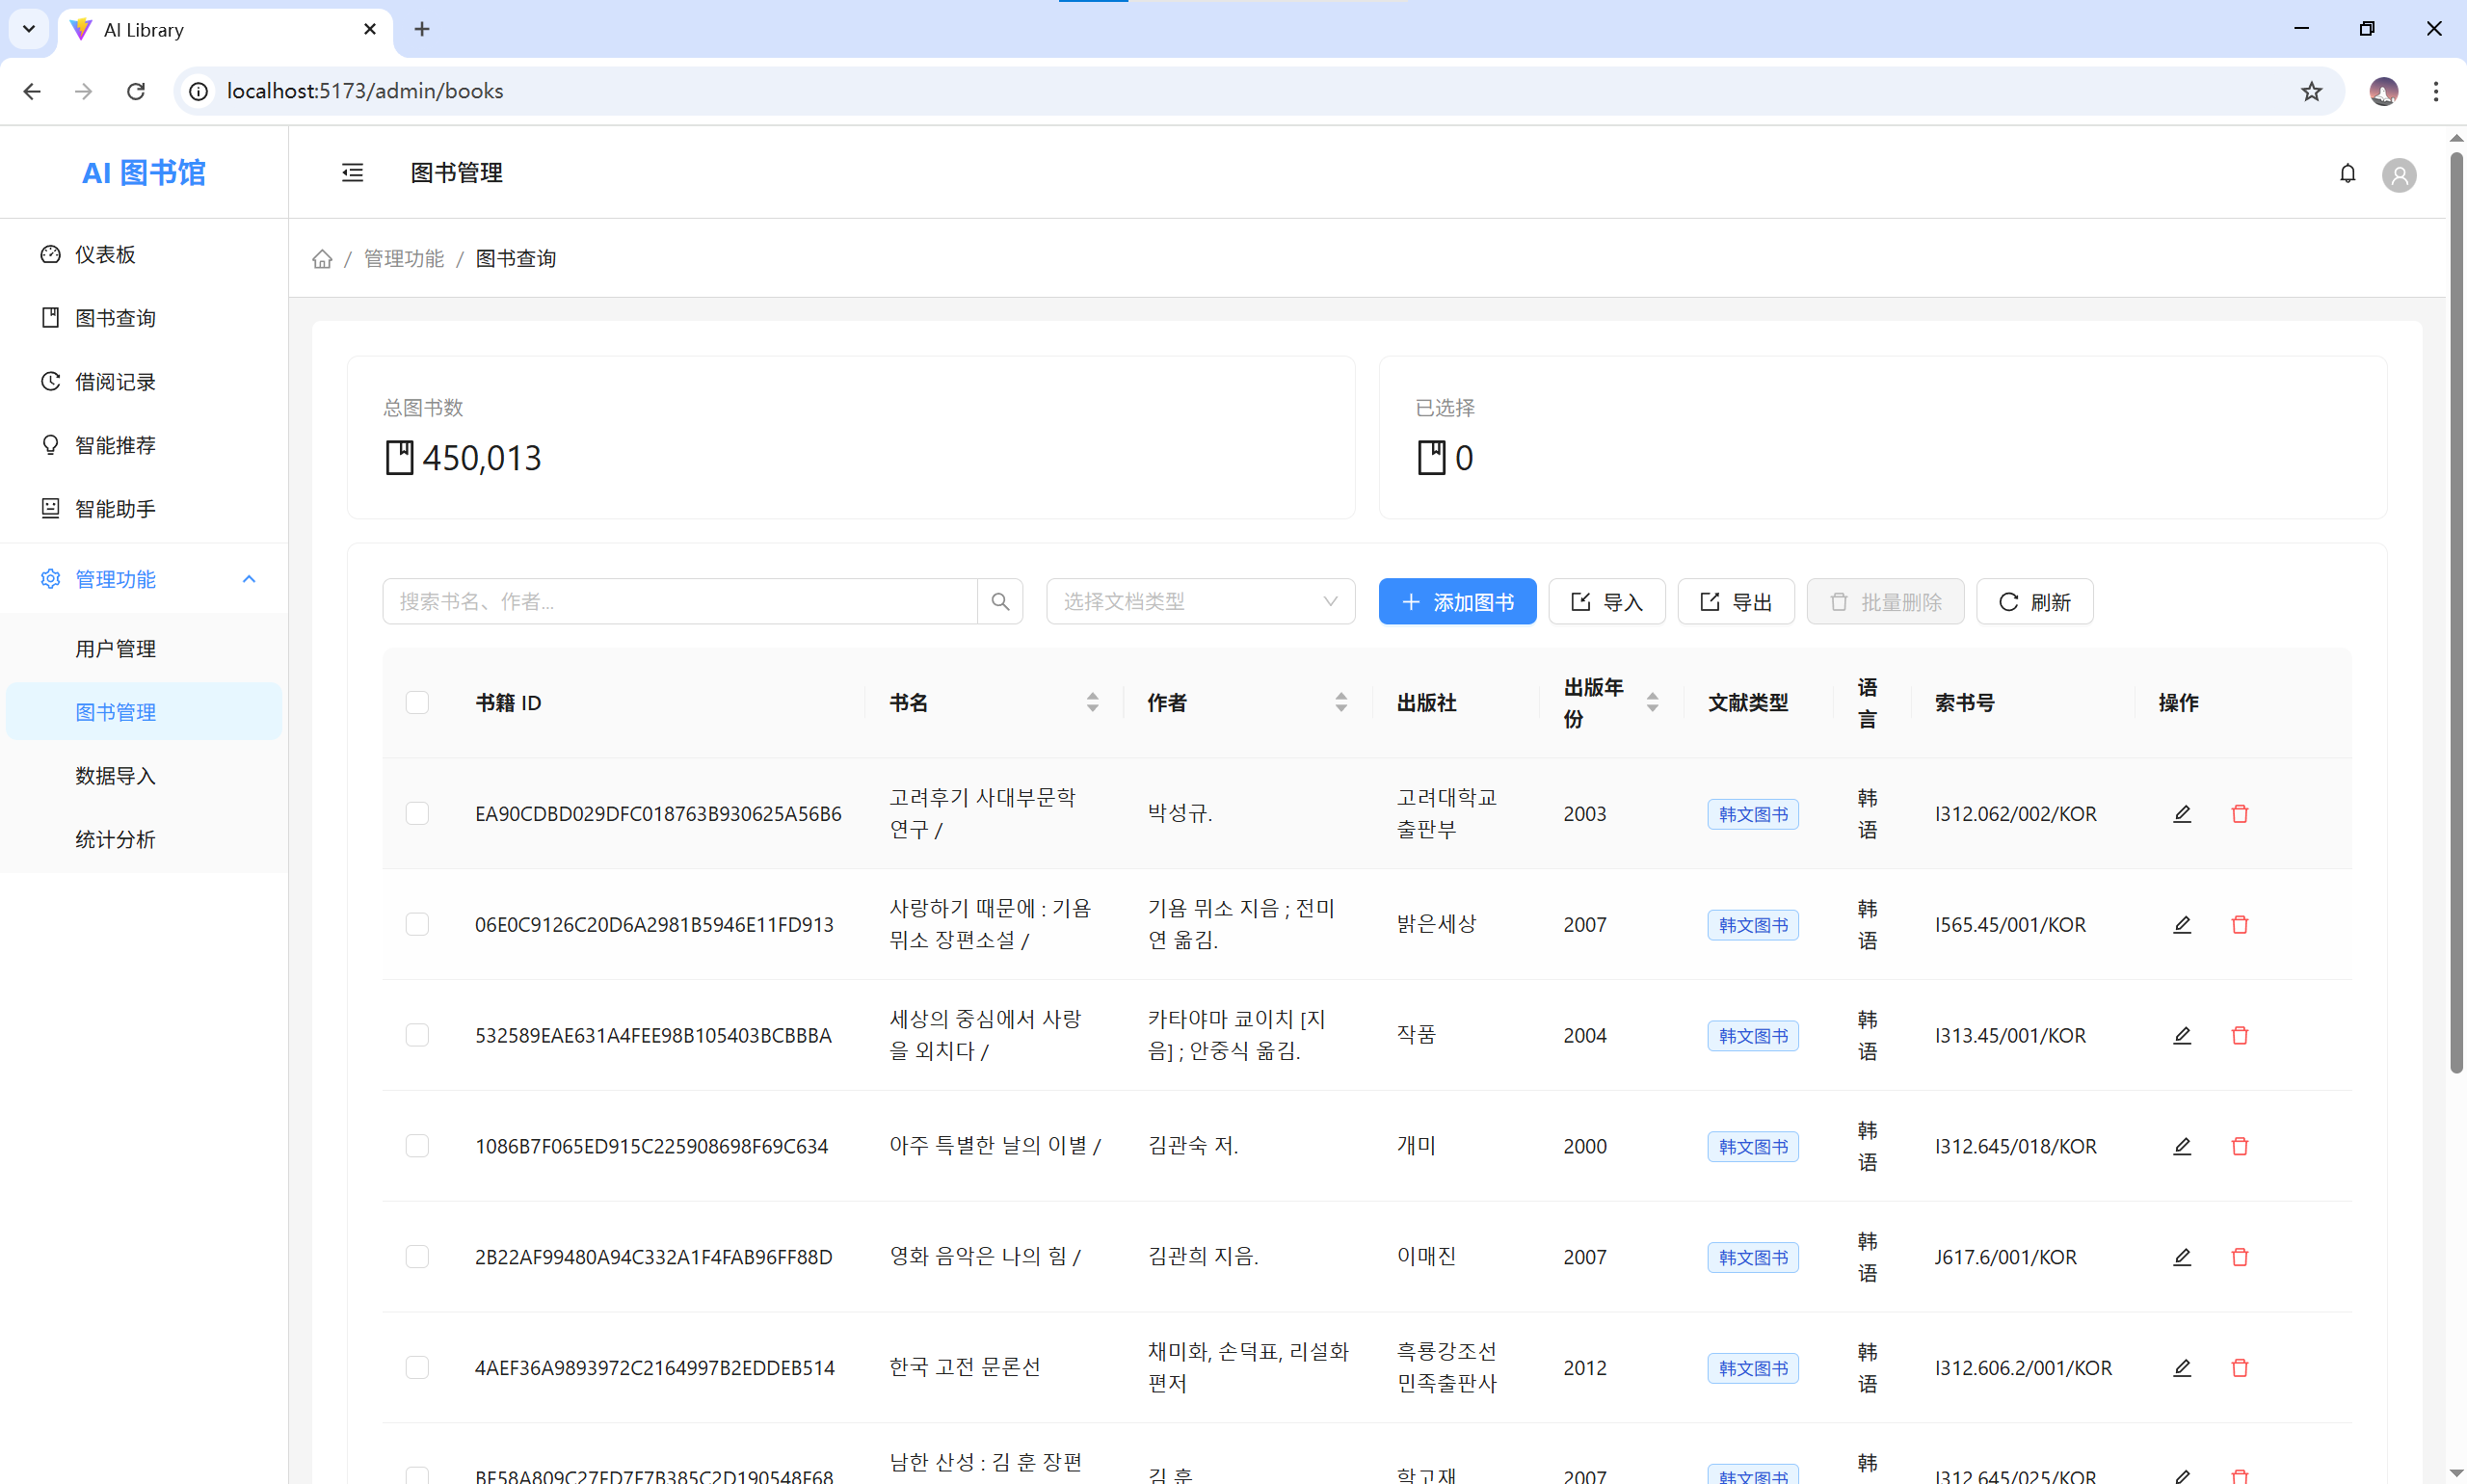 AI Library
localhost:5173/admin/books
AI 图书馆
图书管理
仪表板
图书查询
借阅记录
智能推荐
智能助手
管理功能
用户管理
图书管理
数据导入
统计分析
/ 管理功能 / 图书查询
总图书数
450,013
已选择
0
搜索书名、作者...
选择文档类型
添加图书
导入
导出
批量删除
刷新
书籍 ID
书名
作者
出版社
出版年
份
文献类型
语
言
索书号
操作
EA90CDBD029DFC018763B930625A56B6
고려후기 사대부문학
연구 /
박성규.
고려대학교
출판부
2003
韩文图书
韩
语
I312.062/002/KOR
06E0C9126C20D6A2981B5946E11FD913
사랑하기 때문에 : 기용
뮈소 장편소설 /
기용 뮈소 지음 ; 전미
연 옮김.
밝은세상
2007
韩文图书
韩
语
I565.45/001/KOR
532589EAE631A4FEE98B105403BCBBBA
세상의 중심에서 사랑
을 외치다 /
카타야마 쿄이치 [지
음] ; 안중식 옮김.
작품
2004
韩文图书
韩
语
I313.45/001/KOR
1086B7F065ED915C225908698F69C634
아주 특별한 날의 이별 /
김관숙 저.
개미
2000
韩文图书
韩
语
I312.645/018/KOR
2B22AF99480A94C332A1F4FAB96FF88D
영화 음악은 나의 힘 /
김관희 지음.
이매진
2007
韩文图书
韩
语
J617.6/001/KOR
4AEF36A9893972C2164997B2EDDEB514
한국 고전 문론선
채미화, 손덕표, 리설화
편저
흑룡강조선
민족출판사
2012
韩文图书
韩
语
I312.606.2/001/KOR
BF58A809C27FD7F7B385C2D190548F68
남한 산성 : 김 훈 장편
김 훈
학고재
2007
韩文图书
韩
I312.645/025/KOR